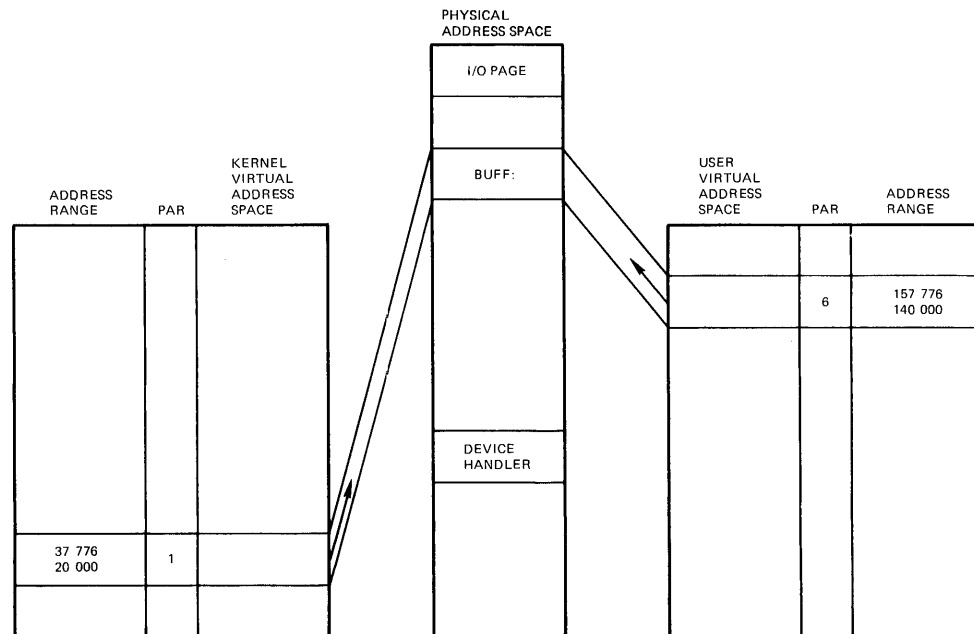 PHYSICAL
ADDRESS SPACE
I/O PAGE
BUFF:
DEVICE
HANDLER
ADDRESS
RANGE
PAR
KERNEL
VIRTUAL
ADDRESS
SPACE
37 776
20 000
1
USER
VIRTUAL
ADDRESS
SPACE
PAR
ADDRESS
RANGE
6
157 776
140 000